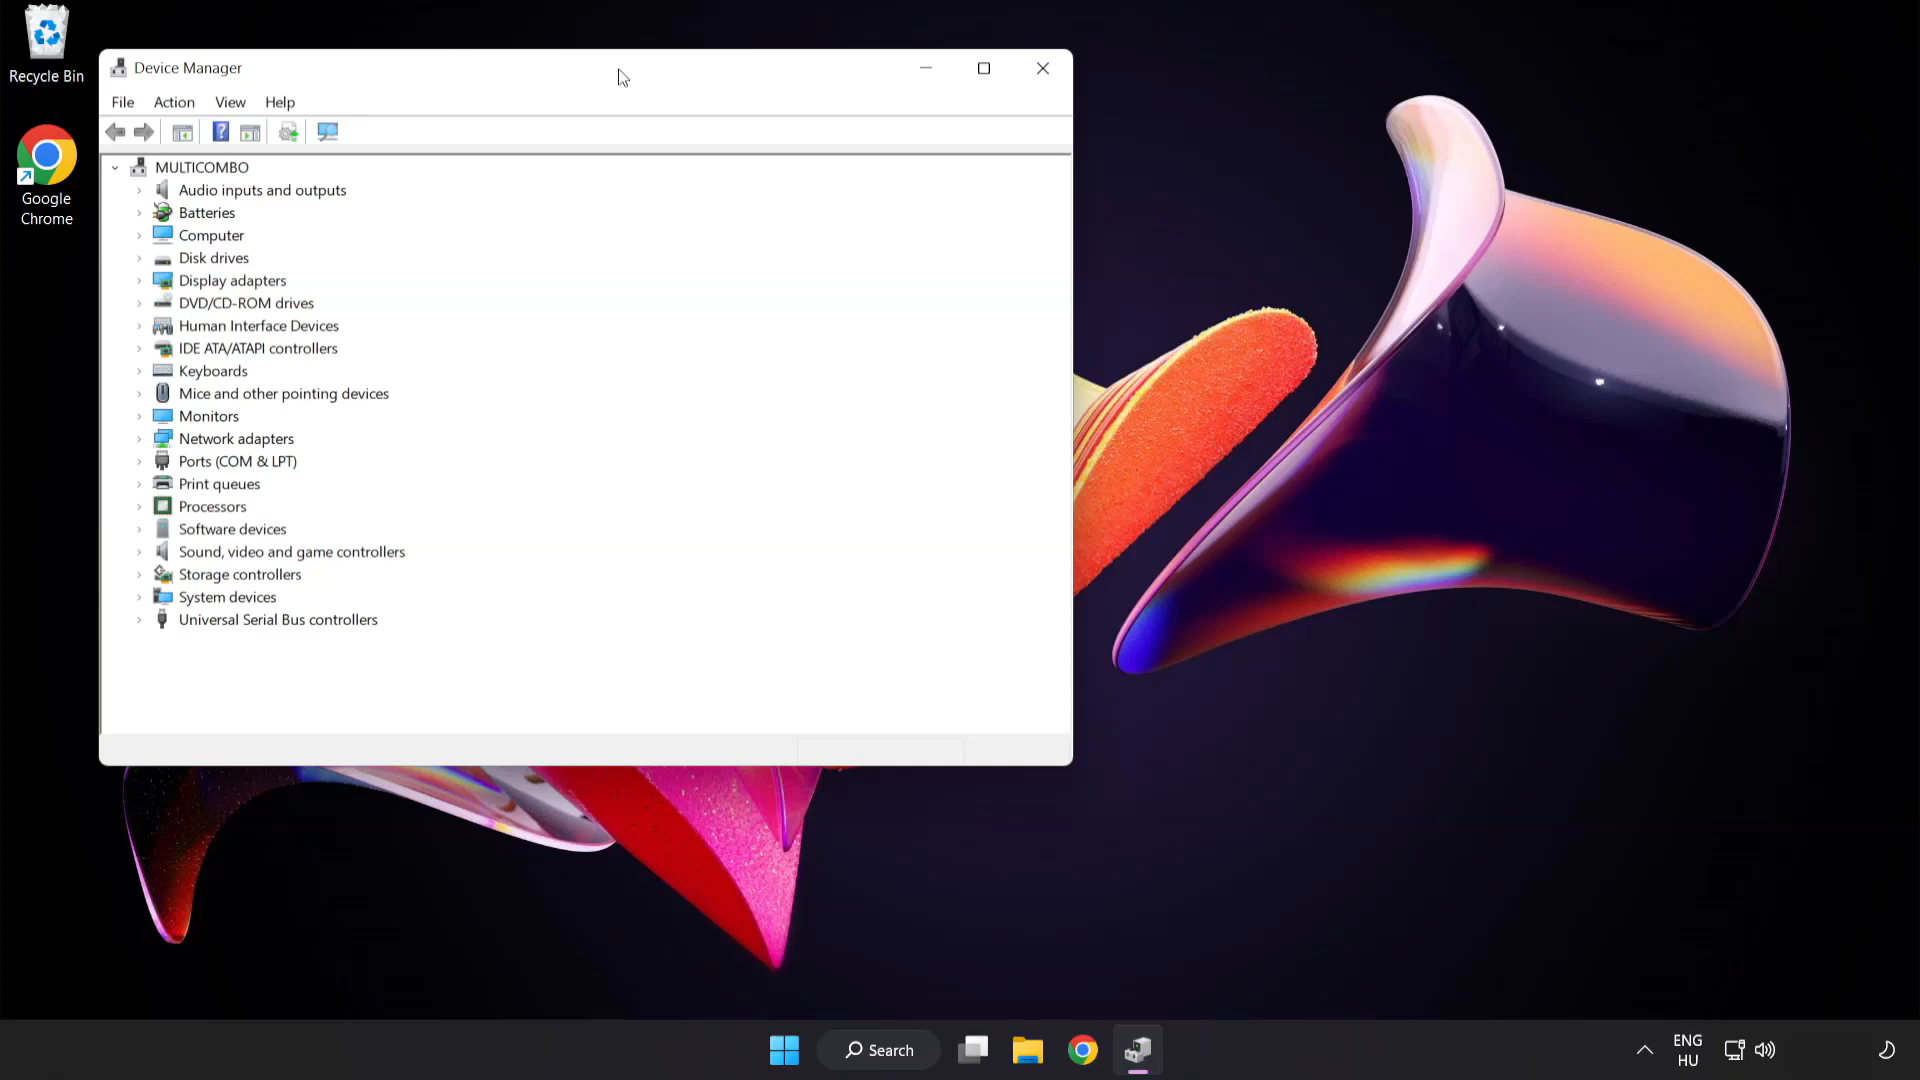 Recycle Bin
Google
Chrome
Device Manager
File Action View Help
MULTICOMBO
Audio inputs and outputs
Batteries
Computer
Disk drives
Display adapters
DVD/CD-ROM drives
Human Interface Devices
IDE ATA/ATAPI controllers
Keyboards
Mice and other pointing devices
Monitors
Network adapters
Ports (COM & LPT)
Print queues
Processors
Software devices
Sound, video and game controllers
Storage controllers
System devices
Universal Serial Bus controllers
Search
ENG
HU